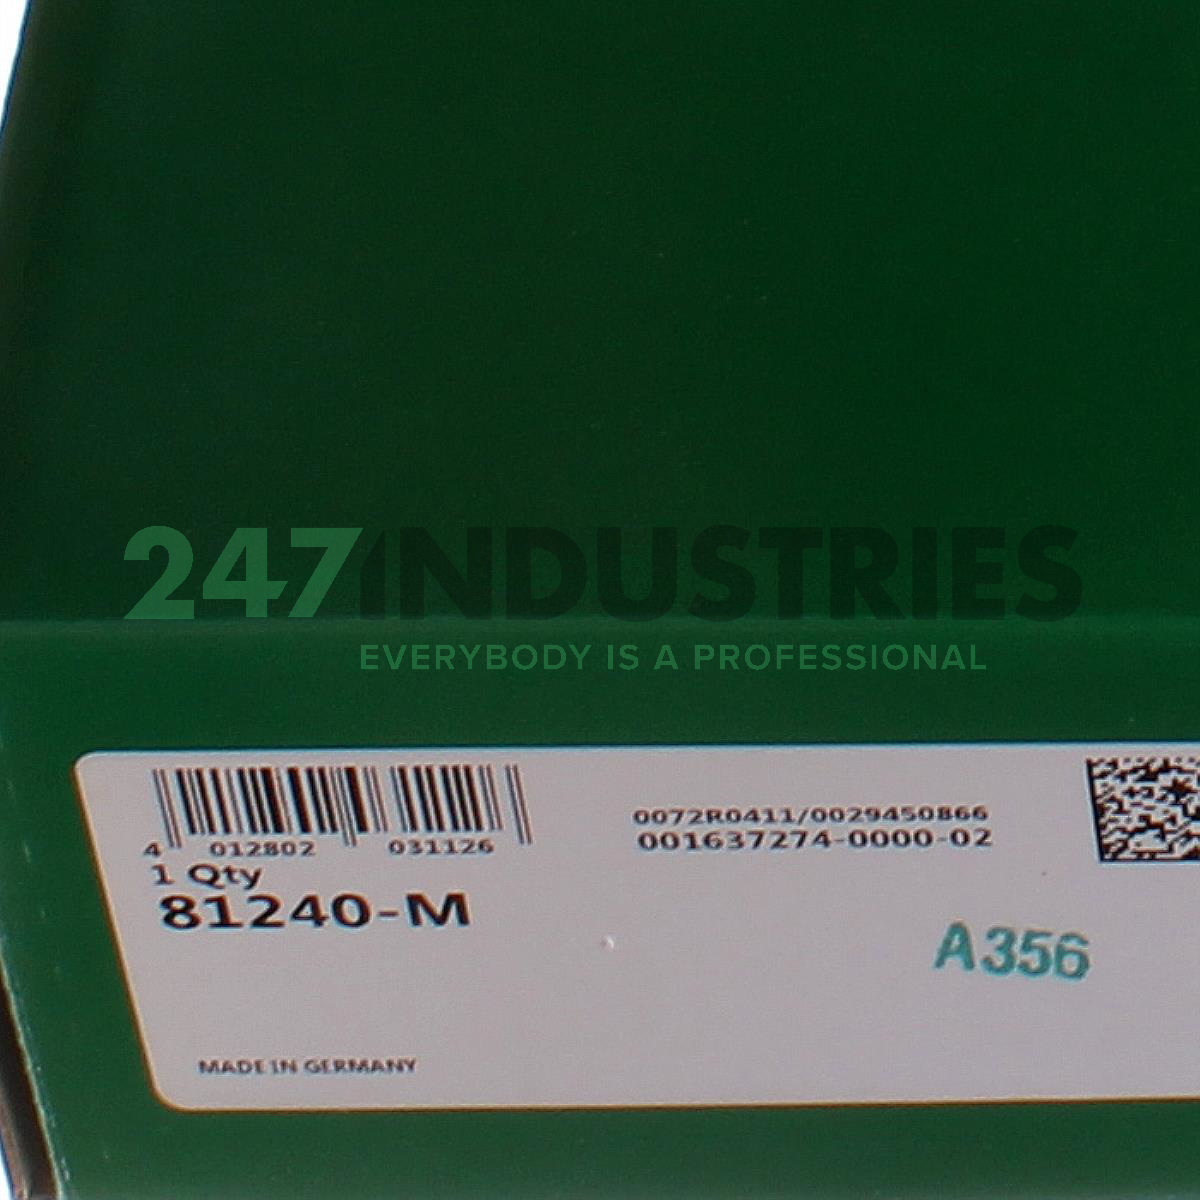 247INDUSTRIES
EVERYBODY IS A PROFESSIONAL
4 012802 031126
0072R0411/0029450866
001637274-0000-02
1 Qty
81240-M
A356
MADE IN GERMANY